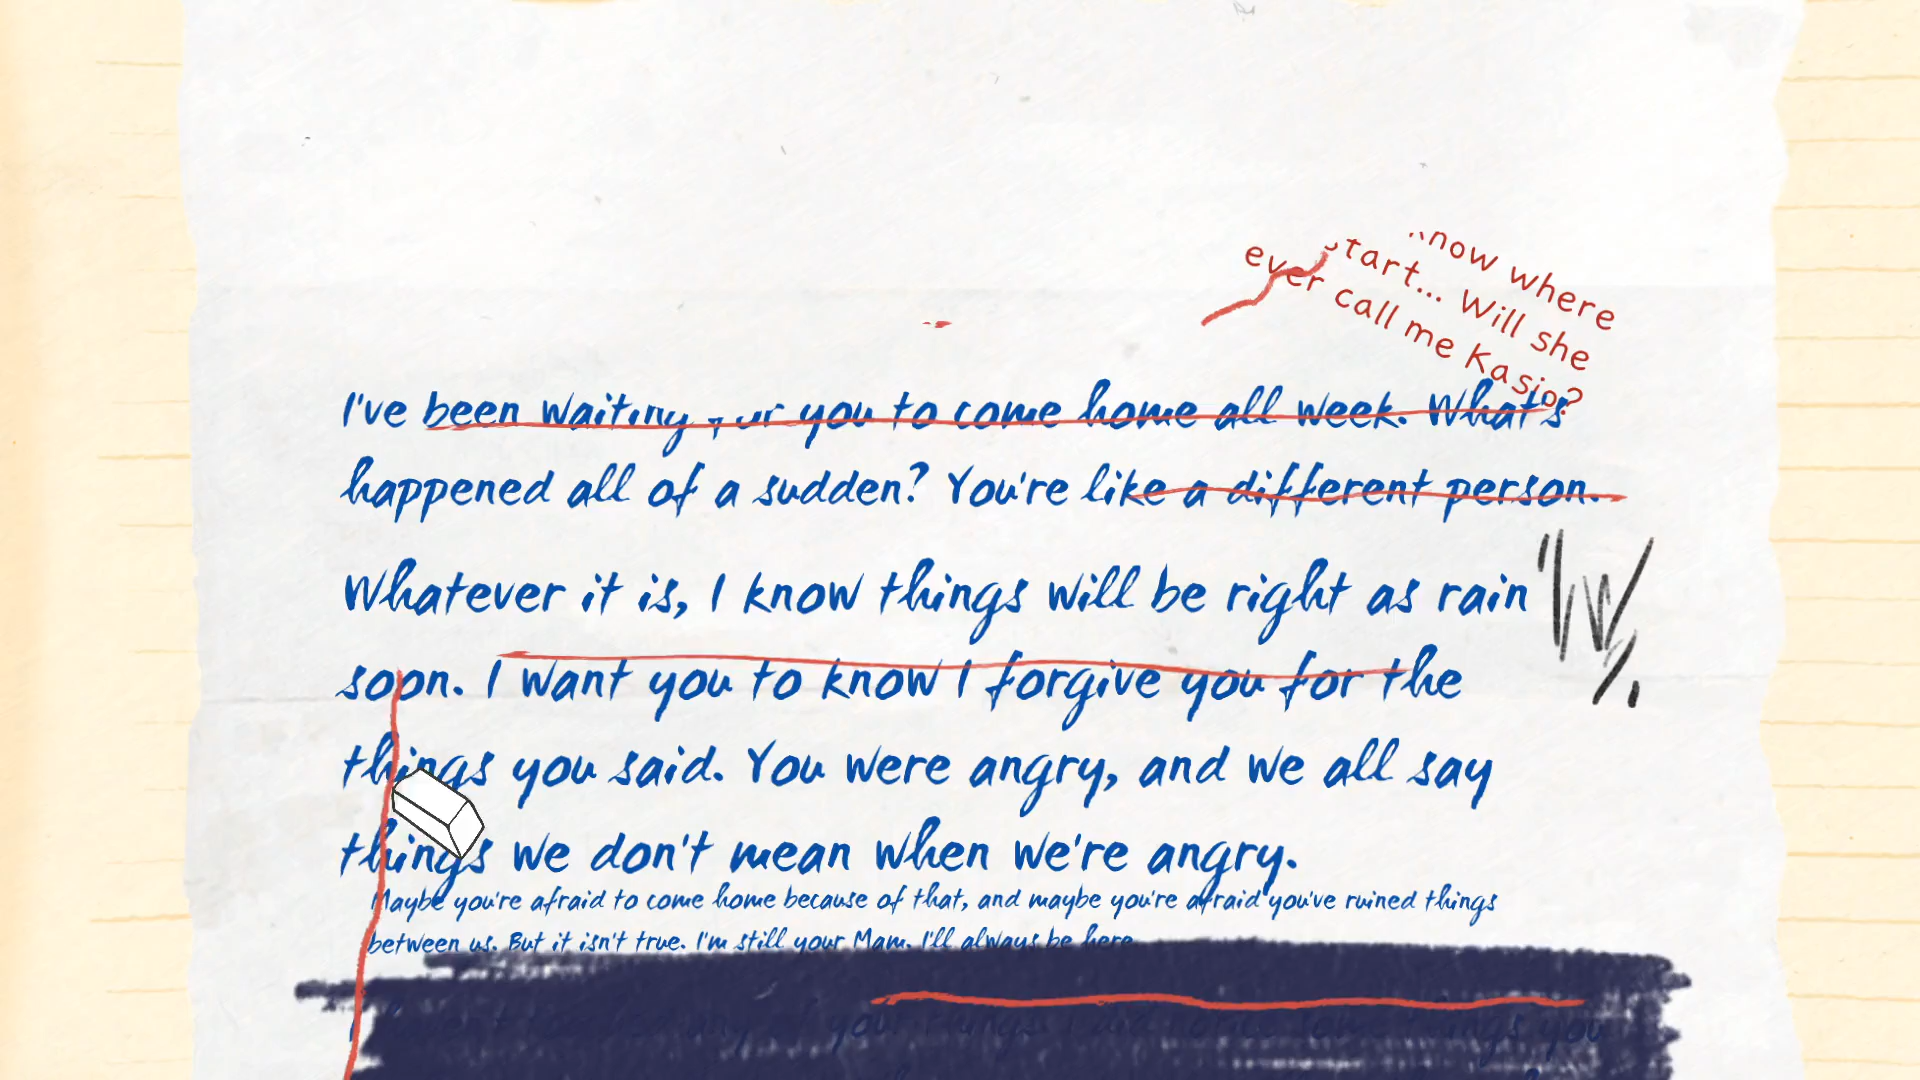 now where
tart... Will she
ever call me Kasio?
I've been waiting for you to come home all week. What's
happened all of a sudden? You're like a different person.
Whatever it is, I know things will be right as rain
soon. I want you to know I forgive you for the
things you said. You were angry, and we all say
things we don't mean when we're angry.
Maybe you're afraid to come home because of that, and maybe you're afraid you've ruined things
between us. But it isn't true. I'm still your Mam. I'll always be here
things you